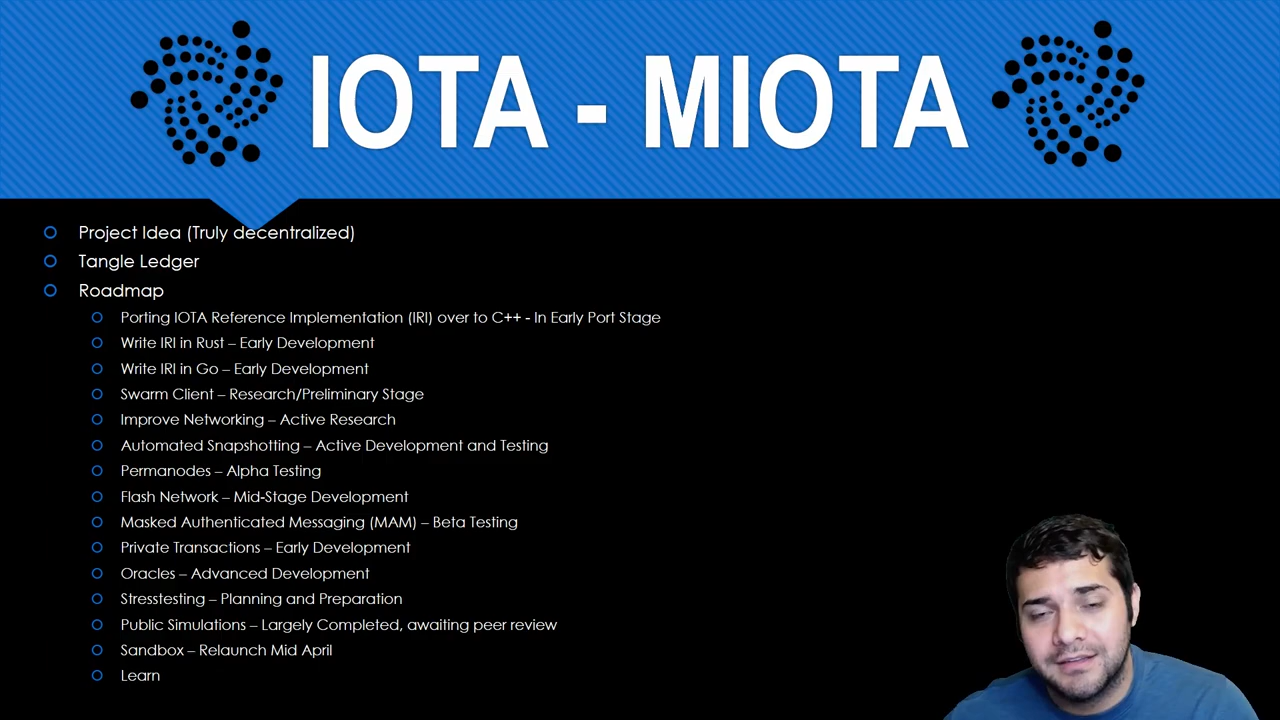 IOTA - MIOTA
Project Idea (Truly decentralized)
Tangle Ledger
Roadmap
Porting IOTA Reference Implementation (IRI) over to C++ - In Early Port Stage
Write IRI in Rust – Early Development
Write IRI in Go – Early Development
Swarm Client – Research/Preliminary Stage
Improve Networking – Active Research
Automated Snapshotting – Active Development and Testing
Permanodes – Alpha Testing
Flash Network – Mid-Stage Development
Masked Authenticated Messaging (MAM) – Beta Testing
Private Transactions – Early Development
Oracles – Advanced Development
Stresstesting – Planning and Preparation
Public Simulations – Largely Completed, awaiting peer review
Sandbox – Relaunch Mid April
Learn